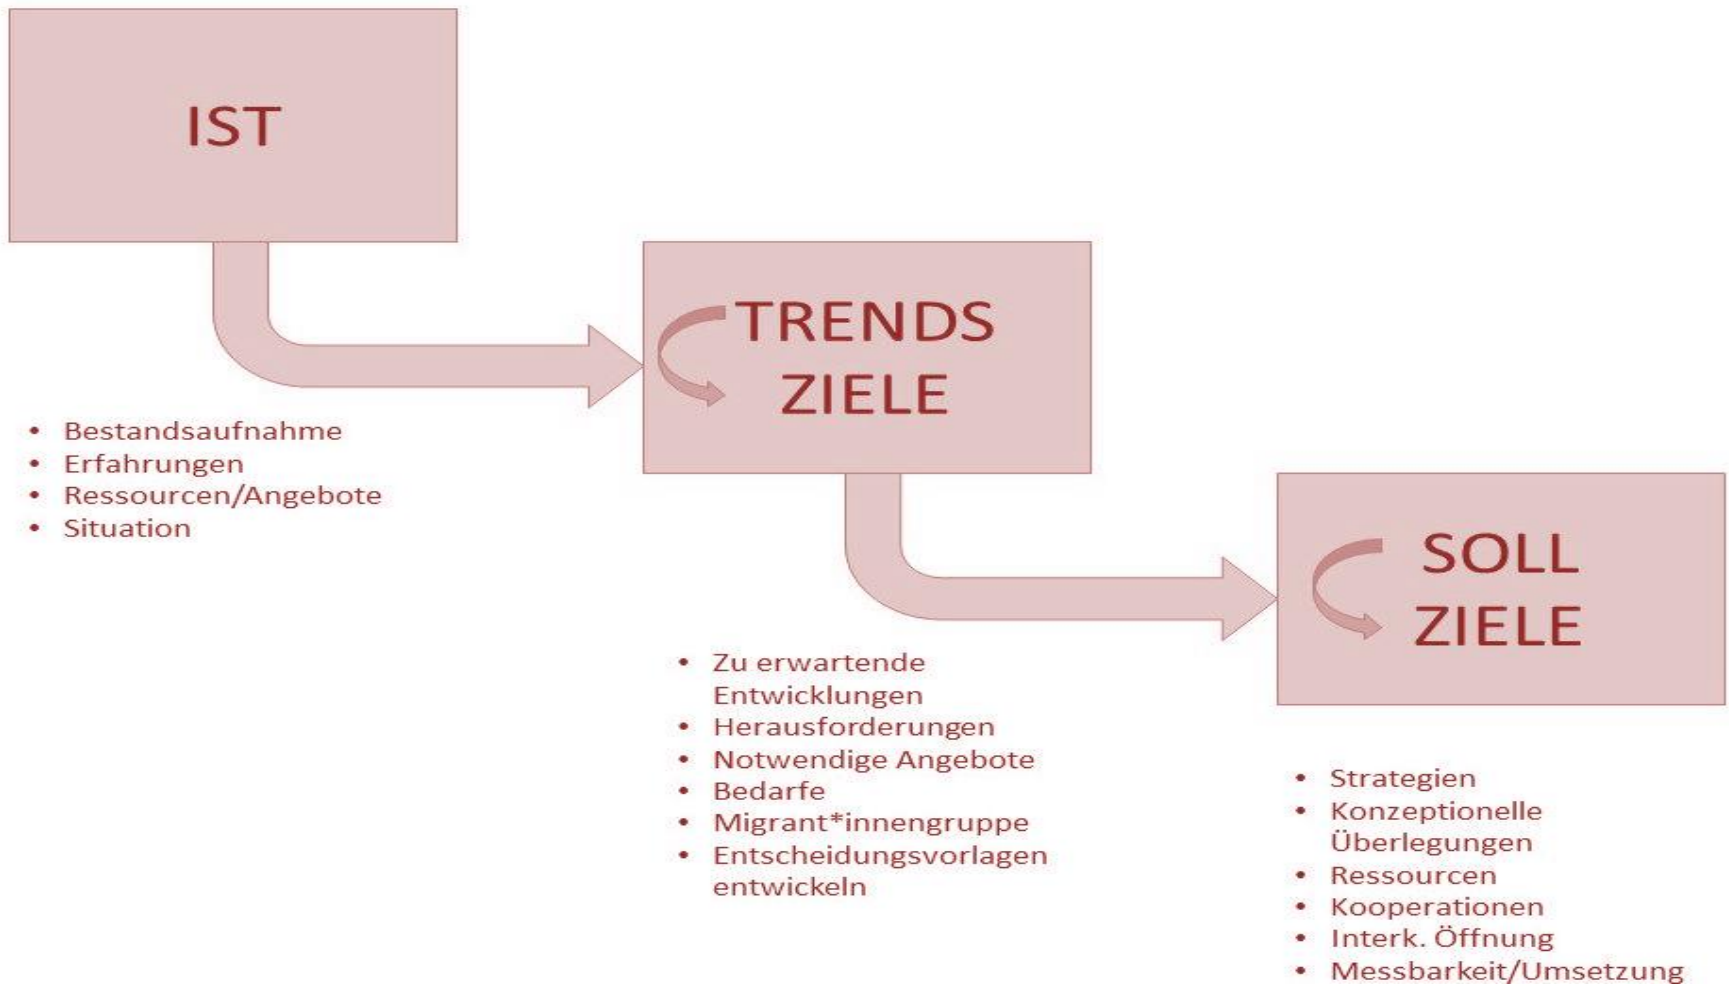 IST
• Bestandsaufnahme
• Erfahrungen
• Ressourcen/Angebote
• Situation
TRENDS
ZIELE
• Zu erwartende
Entwicklungen
• Herausforderungen
• Notwendige Angebote
• Bedarfe
• Migrant*innengruppe
• Entscheidungsvorlagen
entwickeln
SOLL
ZIELE
• Strategien
• Konzeptionelle
Überlegungen
• Ressourcen
• Kooperationen
• Interk. Öffnung
• Messbarkeit/Umsetzung